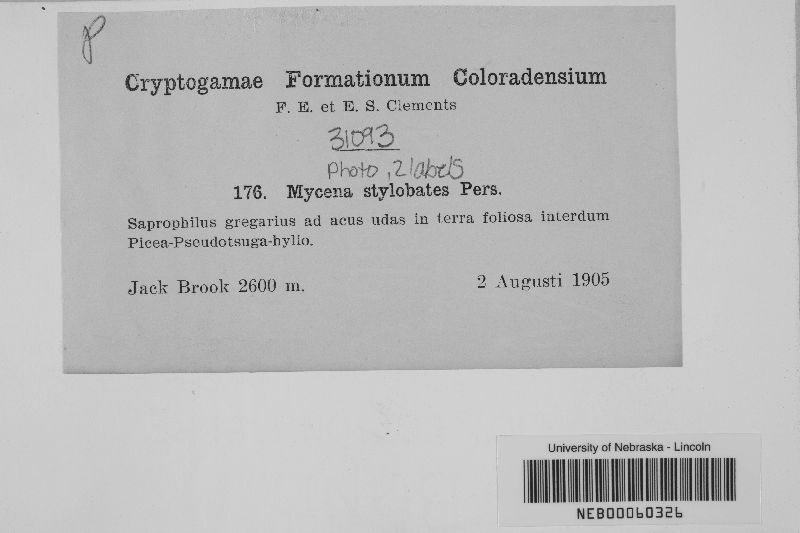 P
Cryptogamae Formationum Coloradensium
F. E. et E. S. Clements
31093
Photo, 2 labels
176. Mycena stylobates Pers.
Saprophilus gregarius ad acus udas in terra foliosa interdum
Picea-Pseudotsuga-hylio.
Jack Brook 2600 m. 2 Augusti 1905
University of Nebraska - Lincoln
NEB00060326